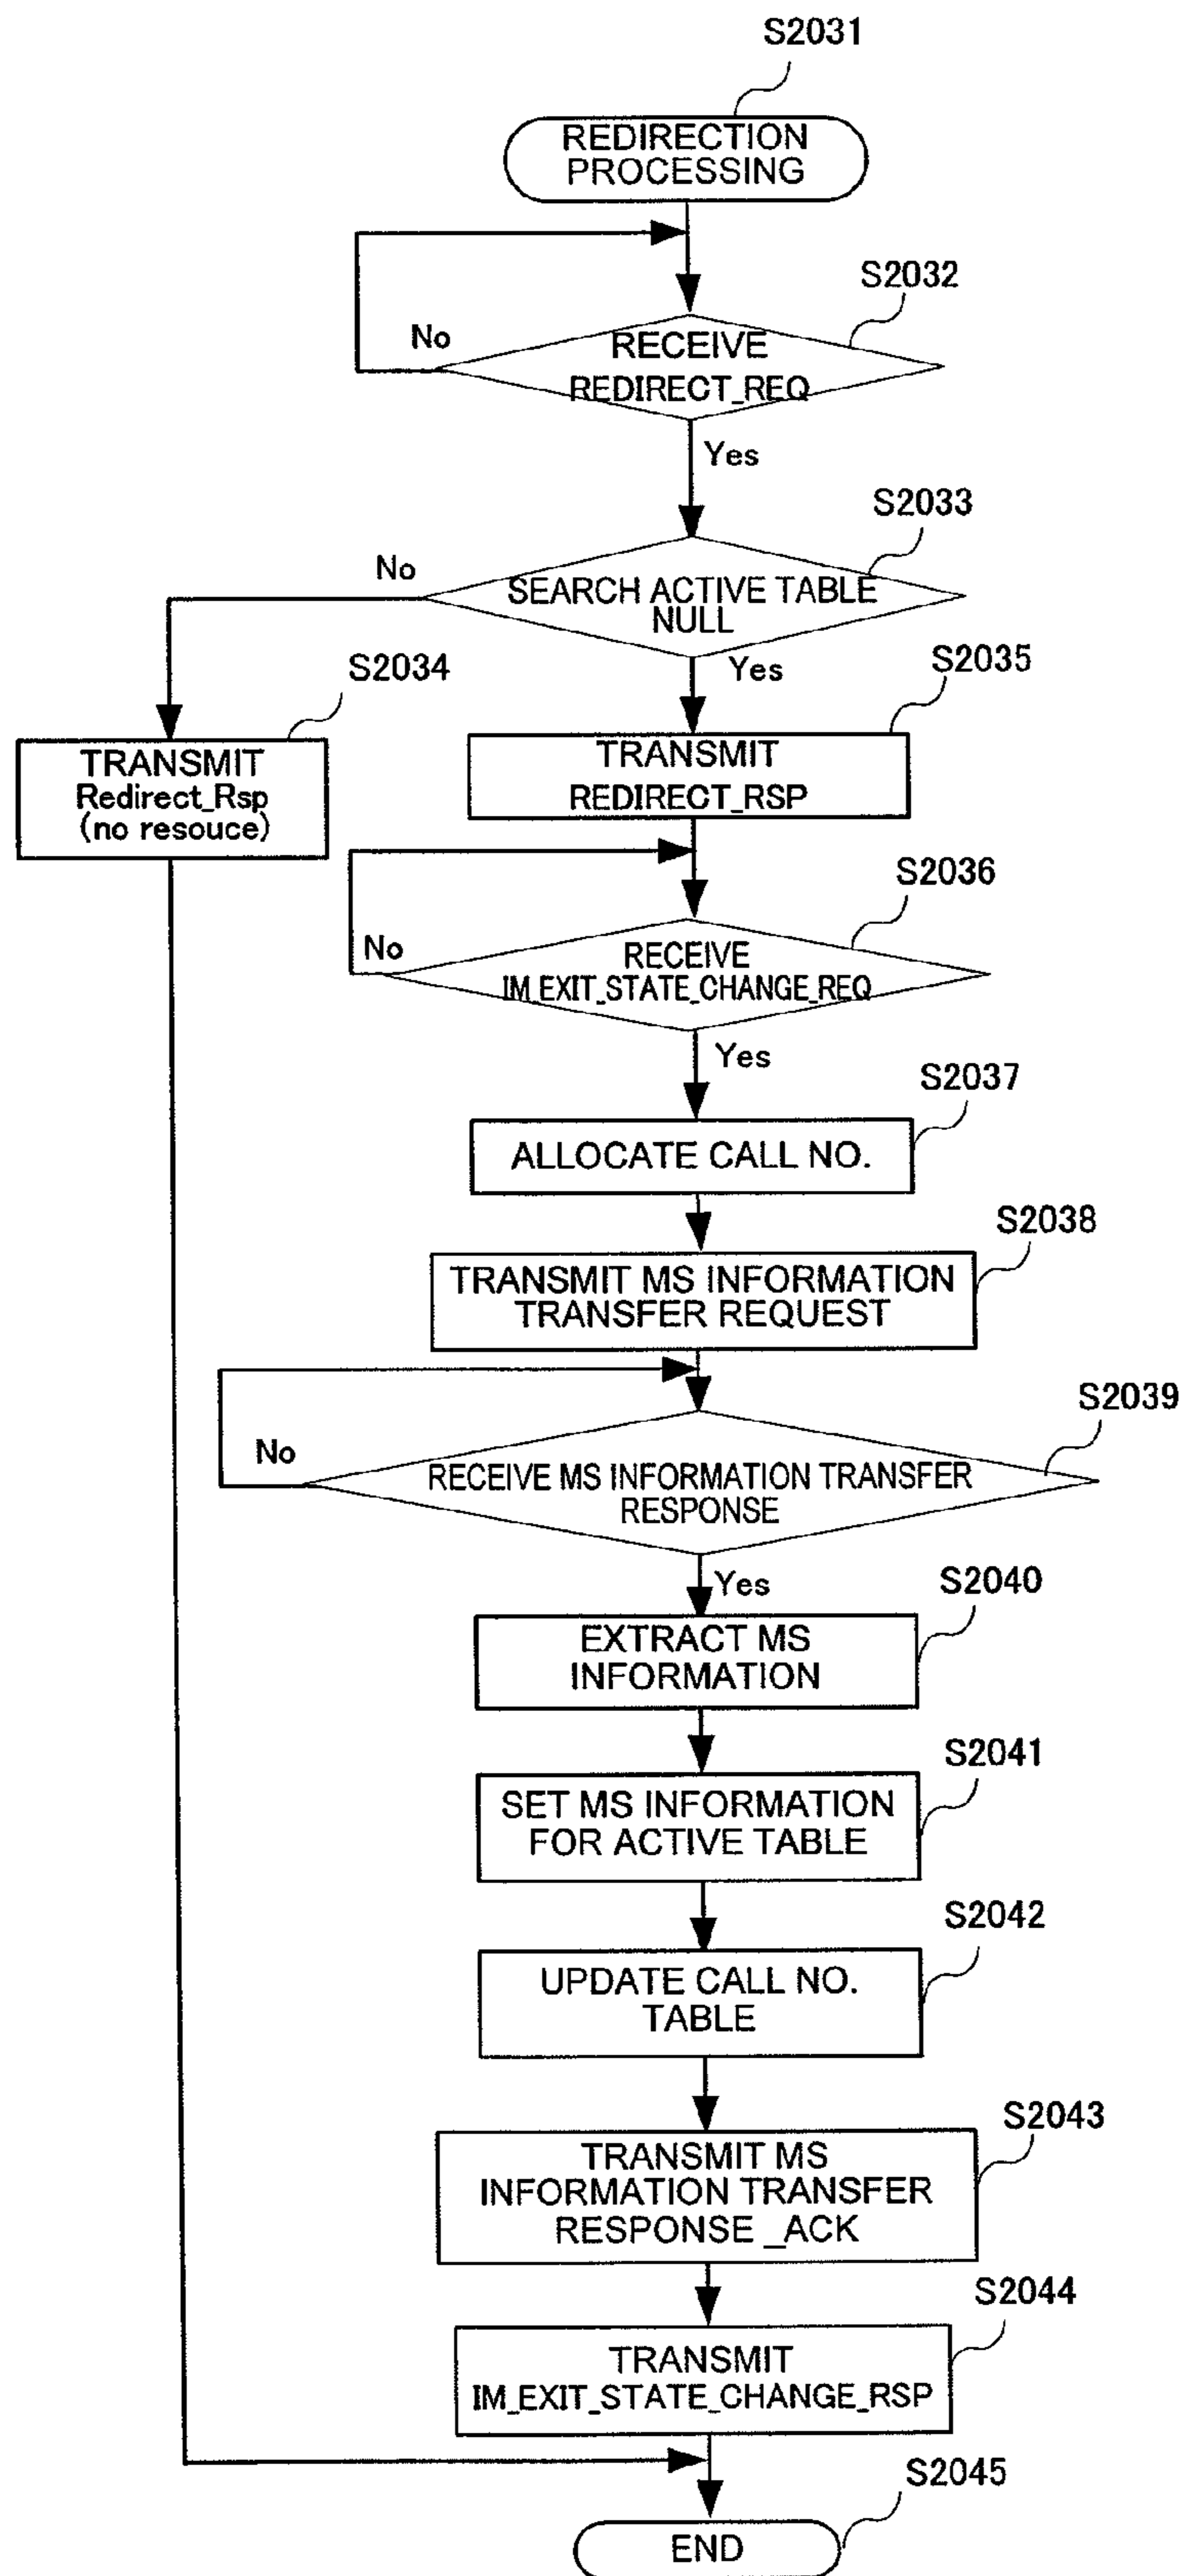 S2031
REDIRECTION
PROCESSING
S2032
No
RECEIVE
REDIRECT_REQ
Yes
S2033
No
SEARCH ACTIVE TABLE
NULL
Yes
S2034
S2035
TRANSMIT
Redirect_Rsp
(no resouce)
TRANSMIT
REDIRECT_RSP
S2036
No
RECEIVE
IM_EXIT_STATE_CHANGE_REQ
Yes
S2037
ALLOCATE CALL NO.
S2038
TRANSMIT MS INFORMATION
TRANSFER REQUEST
S2039
No
RECEIVE MS INFORMATION TRANSFER
RESPONSE
Yes
S2040
EXTRACT MS
INFORMATION
S2041
SET MS INFORMATION
FOR ACTIVE TABLE
S2042
UPDATE CALL NO.
TABLE
S2043
TRANSMIT MS
INFORMATION TRANSFER
RESPONSE _ACK
S2044
TRANSMIT
IM_EXIT_STATE_CHANGE_RSP
S2045
END